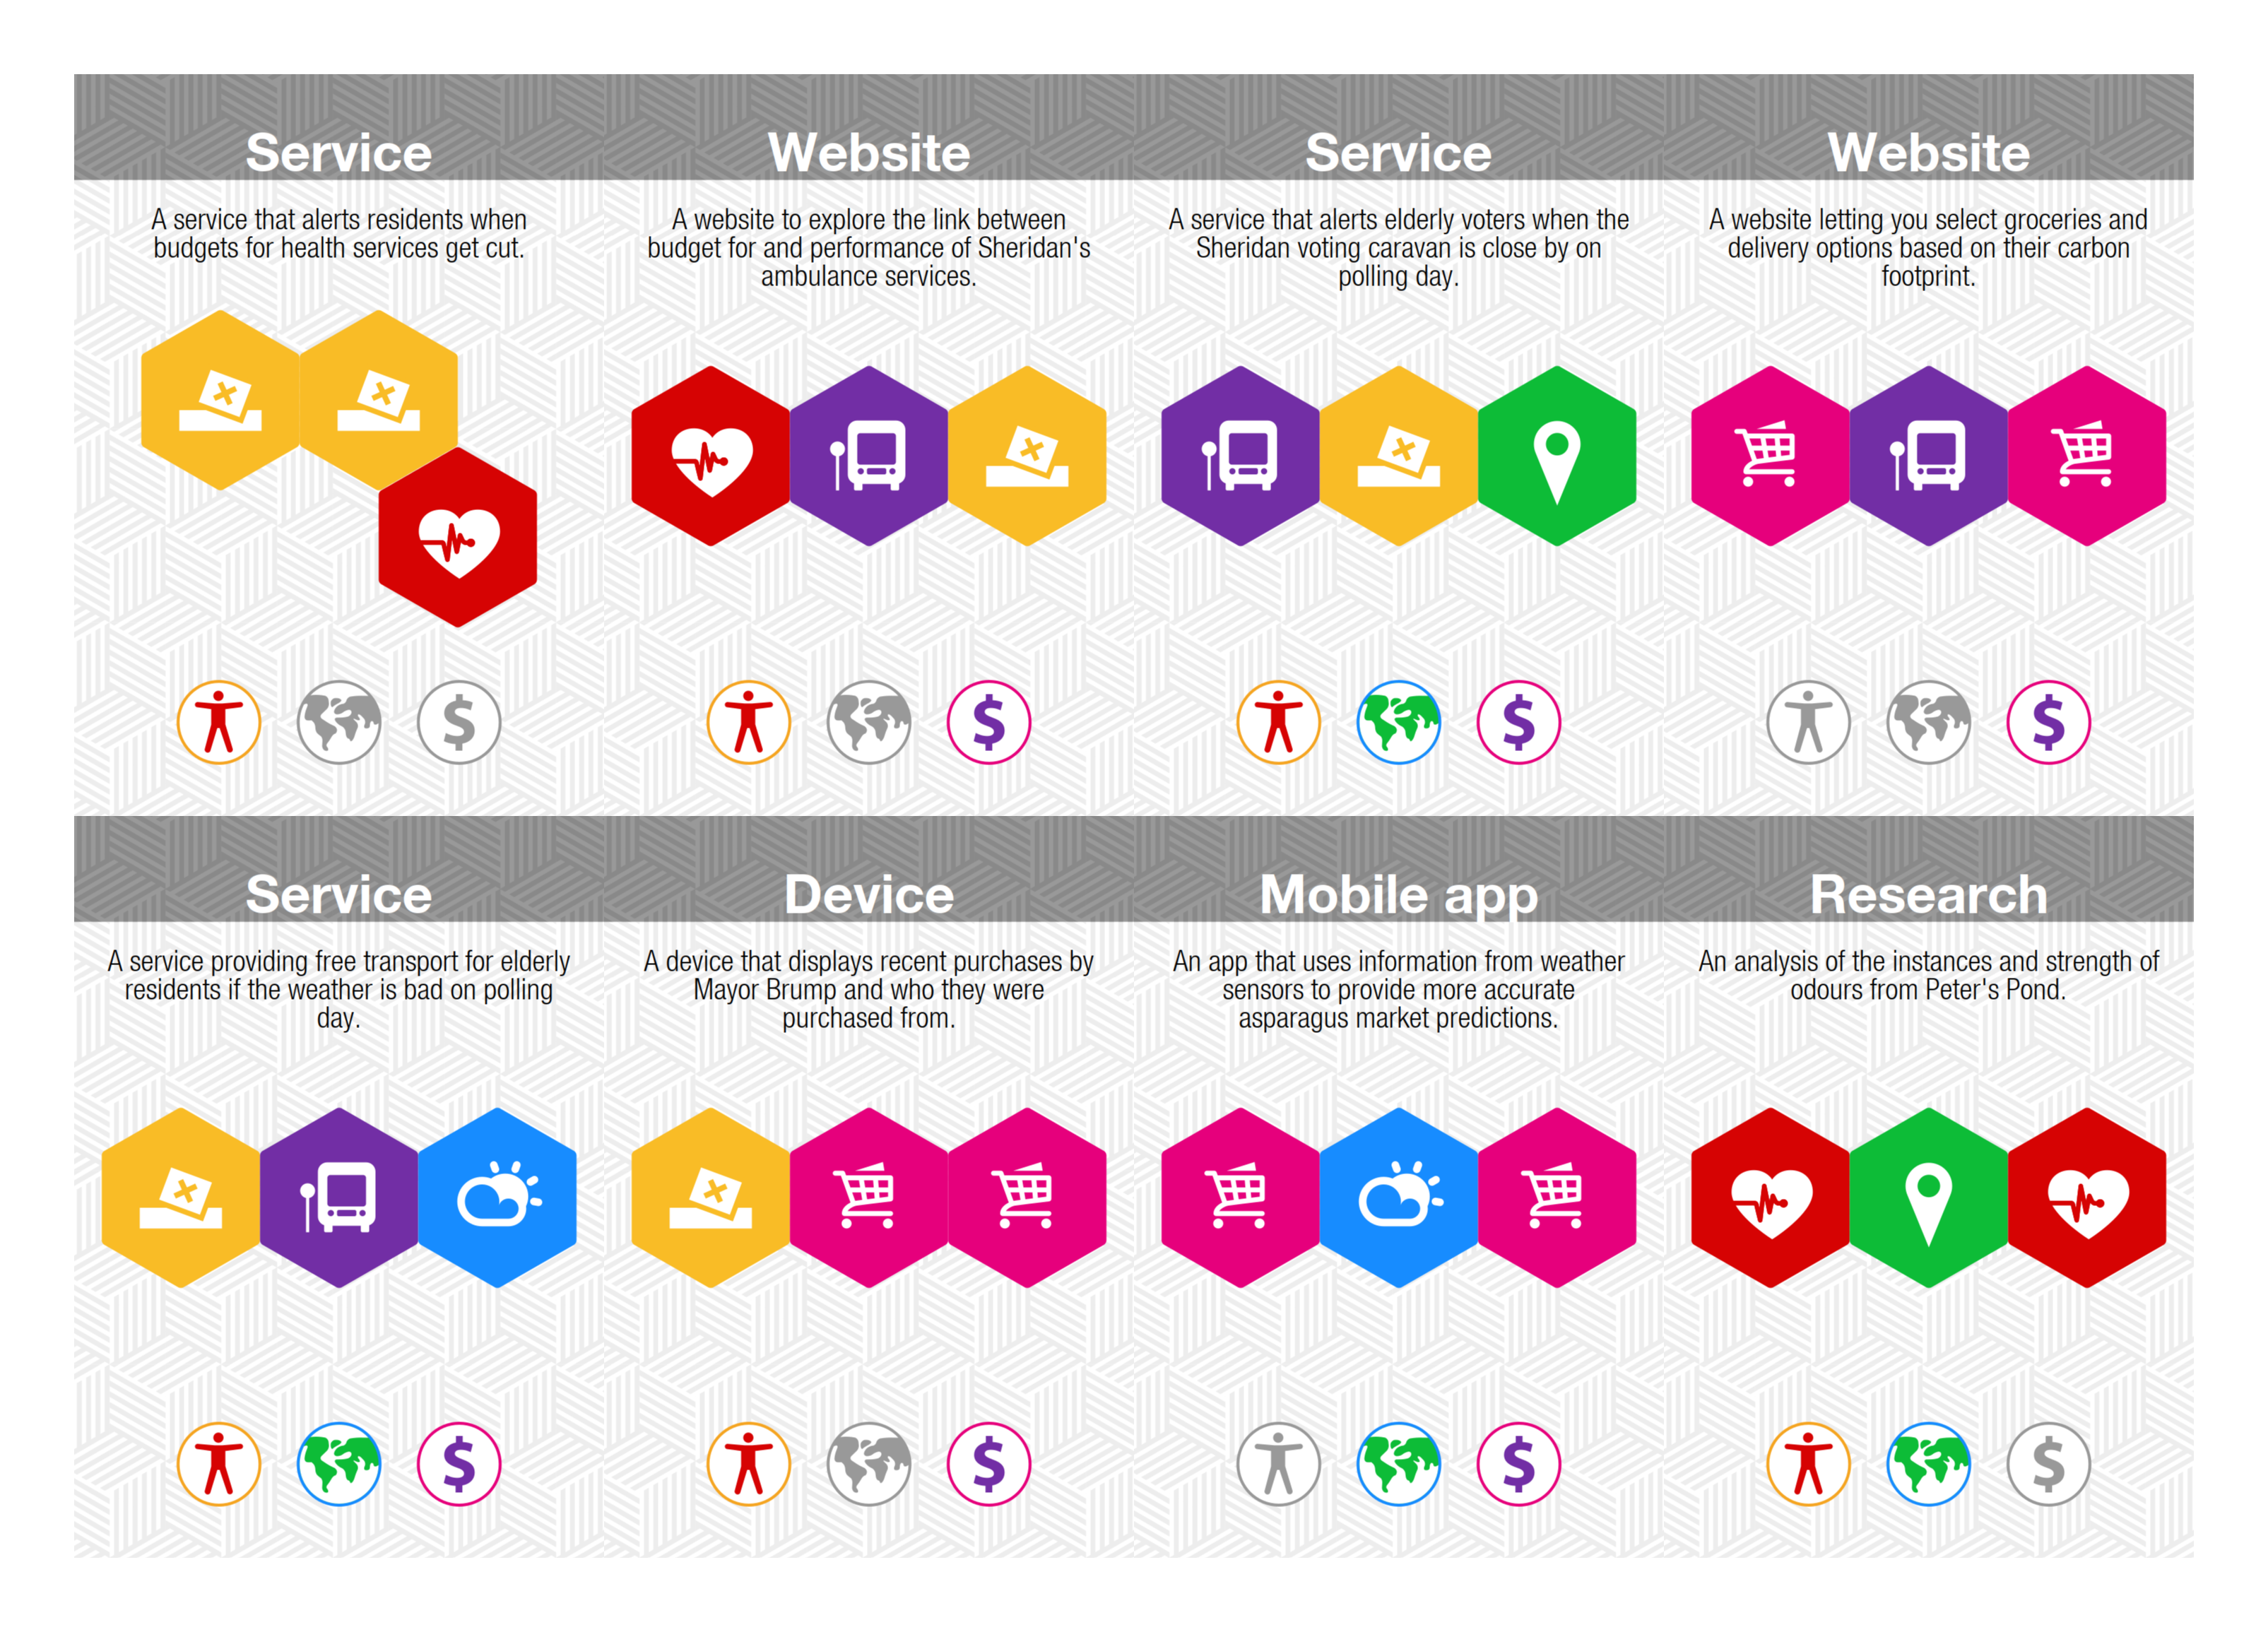 Service
A service that alerts residents when
budgets for health services get cut.
Website
A website to explore the link between
budget for and performance of Sheridan's
ambulance services.
Service
A service that alerts elderly voters when the
Sheridan voting caravan is close by on
polling day.
Website
A website letting you select groceries and
delivery options based on their carbon
footprint.
$
$
$
$
Service
A service providing free transport for elderly
residents if the weather is bad on polling
day.
Device
A device that displays recent purchases by
Mayor Brump and who they were
purchased from.
Mobile app
An app that uses information from weather
sensors to provide more accurate
asparagus market predictions.
Research
An analysis of the instances and strength of
odours from Peter's Pond.
$
$
$
$